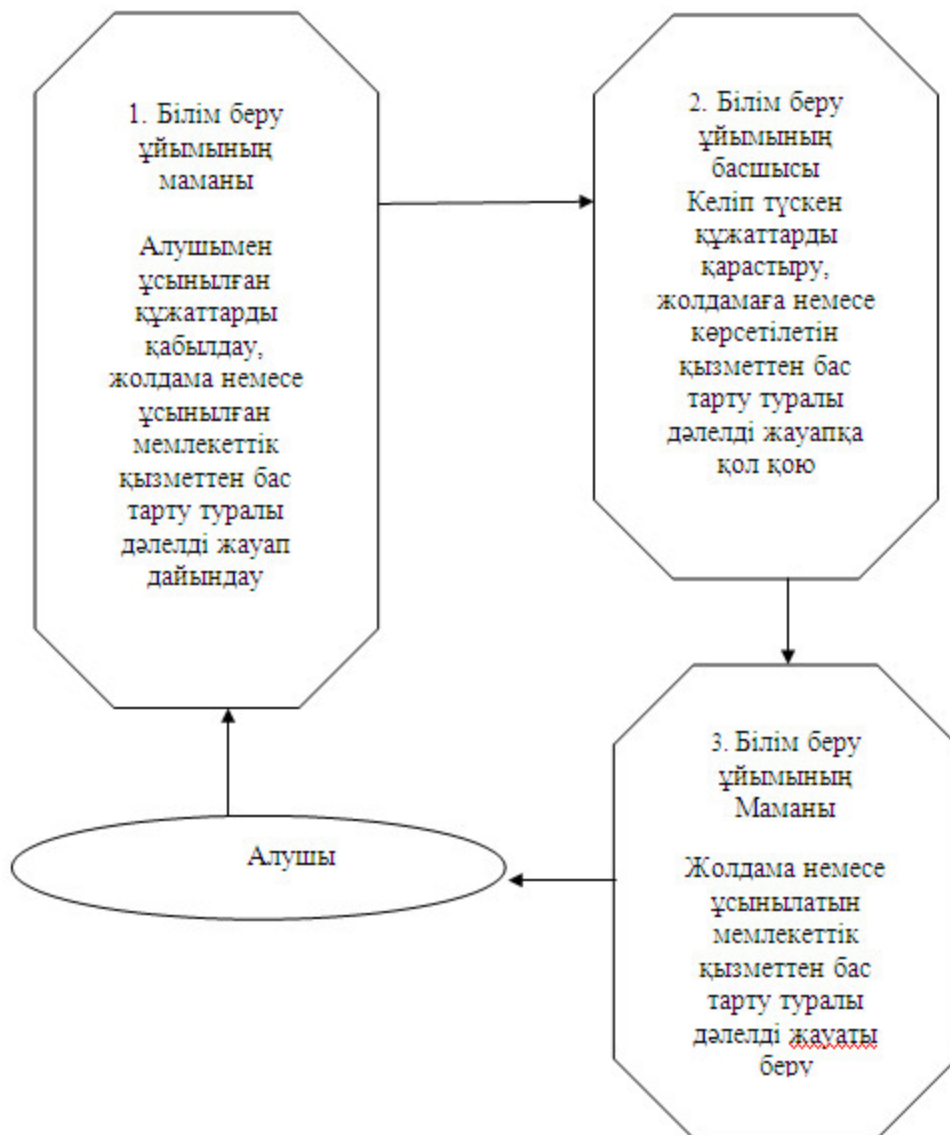 1. Білім беру
ұйымының
маманы
Алушымен
ұсынылған
құжаттарды
қабылдау,
жолдама немесе
ұсынылған
мемлекеттік
қызметтен бас
тарту туралы
дәлелді жауап
дайындау
2. Білім беру
ұйымының
басшысы
Келіп түскен
құжаттарды
қарастыру,
жолдамаға немесе
көрсетілетін
қызметтен бас
тарту туралы
дәлелді жауапқа
қол қою
3. Білім беру
ұйымының
Маманы
Жолдама немесе
ұсынылатын
мемлекеттік
қызметтен бас
тарту туралы
дәлелді жауаты
беру
Алушы